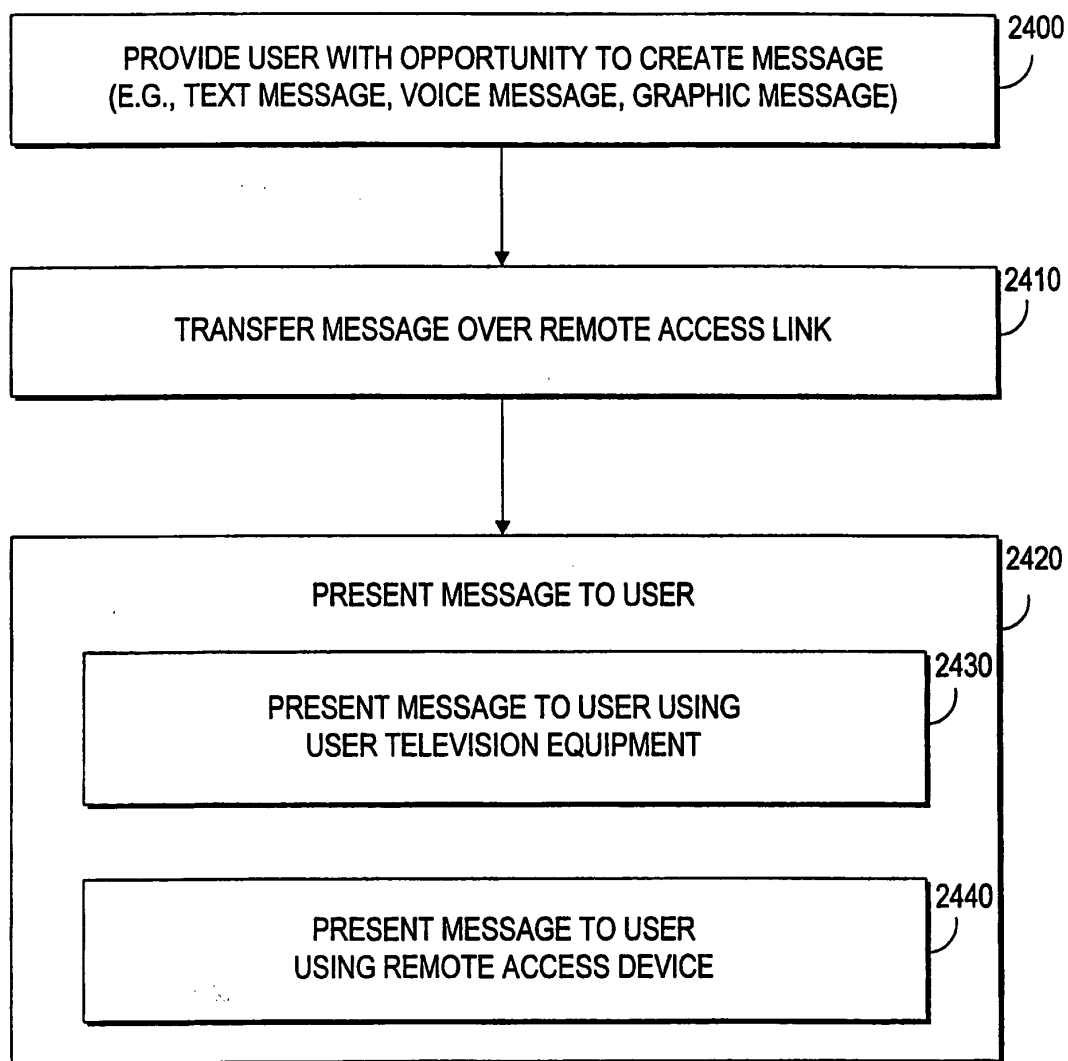 2400
PROVIDE USER WITH OPPORTUNITY TO CREATE MESSAGE
(E.G., TEXT MESSAGE, VOICE MESSAGE, GRAPHIC MESSAGE)
2410
TRANSFER MESSAGE OVER REMOTE ACCESS LINK
2420
PRESENT MESSAGE TO USER
2430
PRESENT MESSAGE TO USER USING
USER TELEVISION EQUIPMENT
2440
PRESENT MESSAGE TO USER
USING REMOTE ACCESS DEVICE